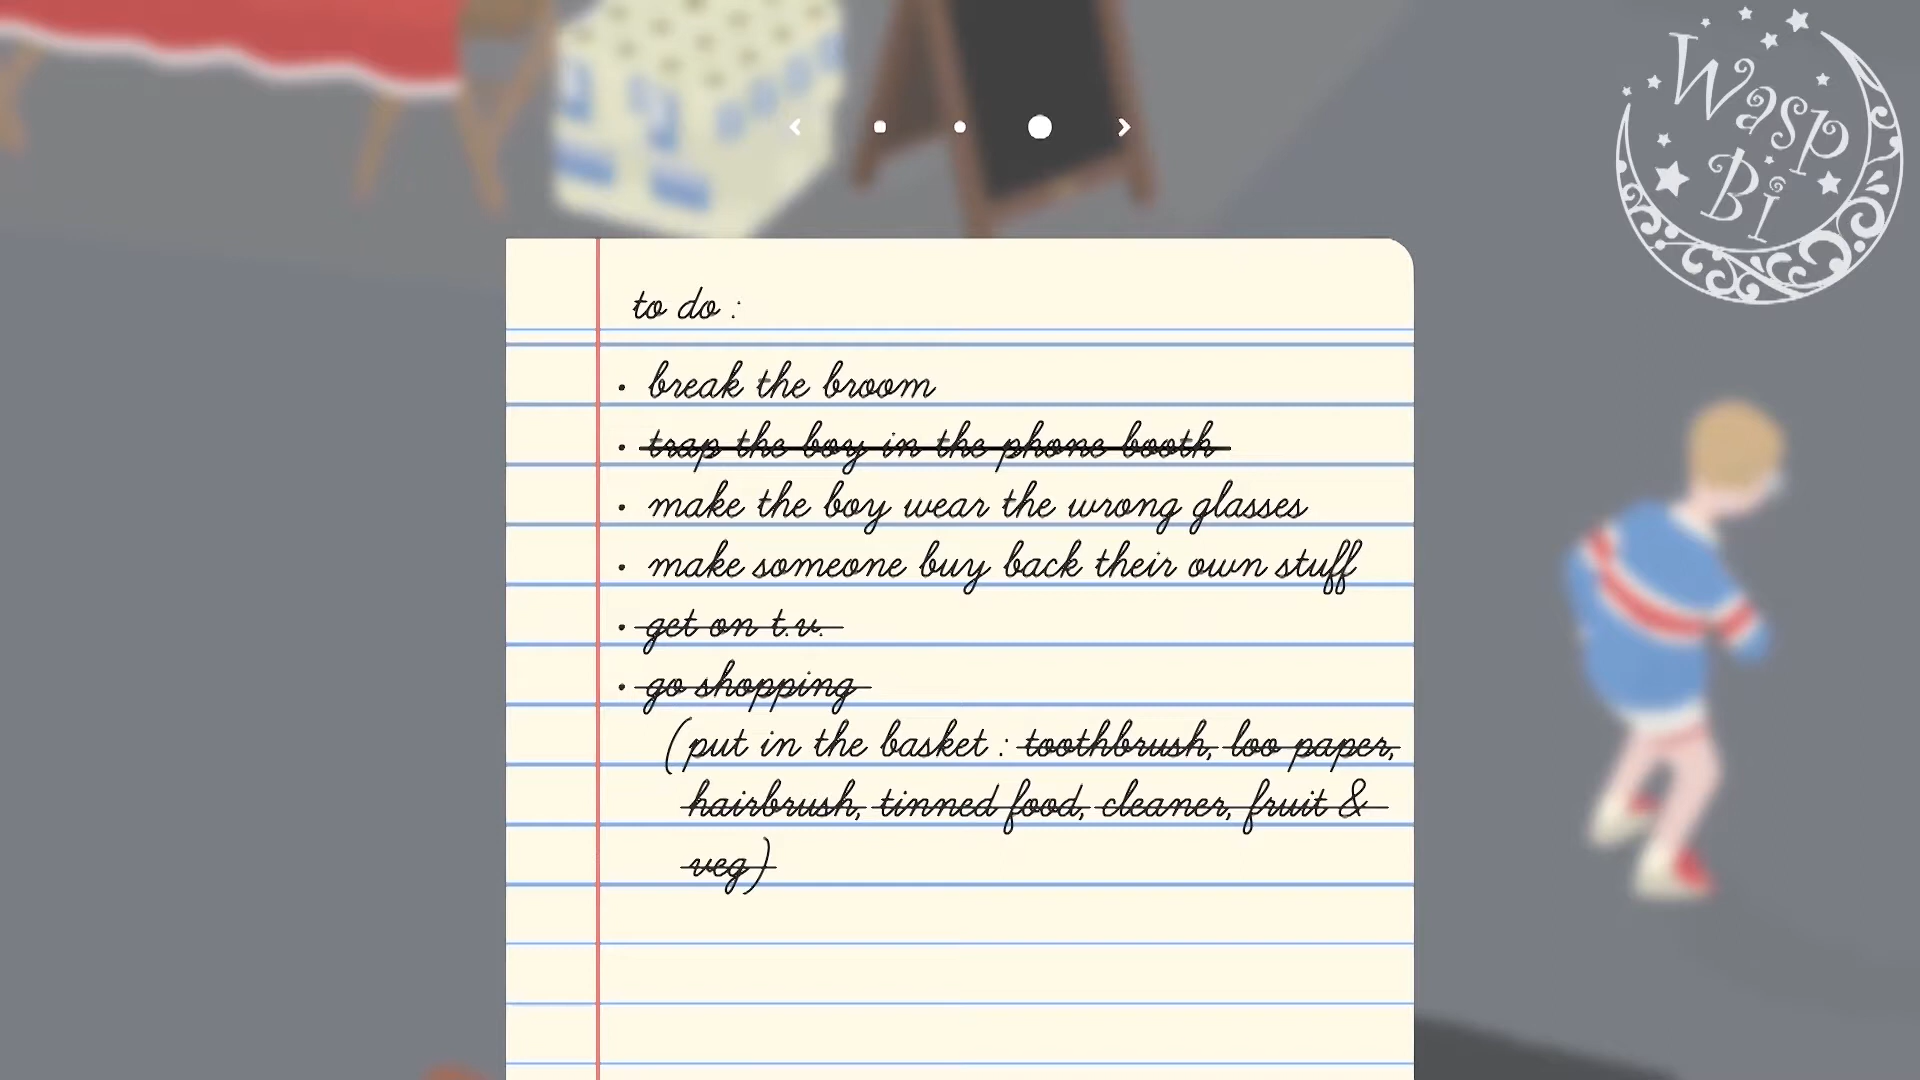 Wasp
Bi
to do :
• break the broom
• trap the boy in the phone booth
• make the boy wear the wrong glasses
• make someone buy back their own stuff
• get on t.v.
• go shopping
(put in the basket : toothbrush, loo paper,
hairbrush, tinned food, cleaner, fruit &
veg)